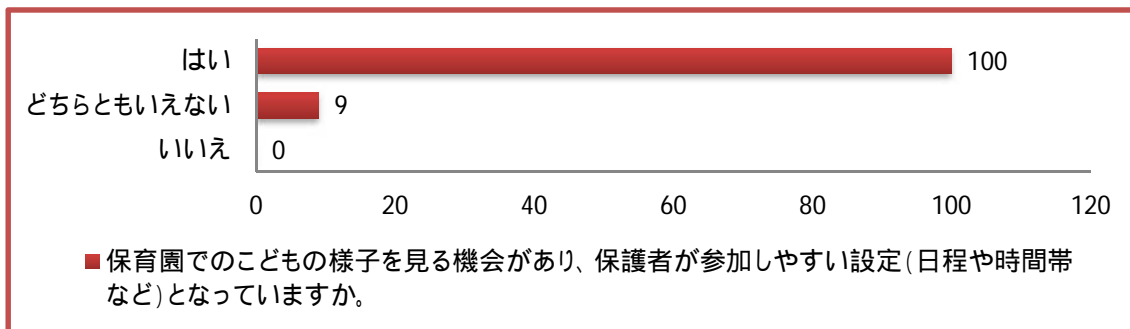 はい 100
どちらともいえない 9
いいえ 0
0 20 40 60 80 100 120
保育園でのこどもの様子を見る機会があり、保護者が参加しやすい設定(日程や時間帯
など)となっていますか。